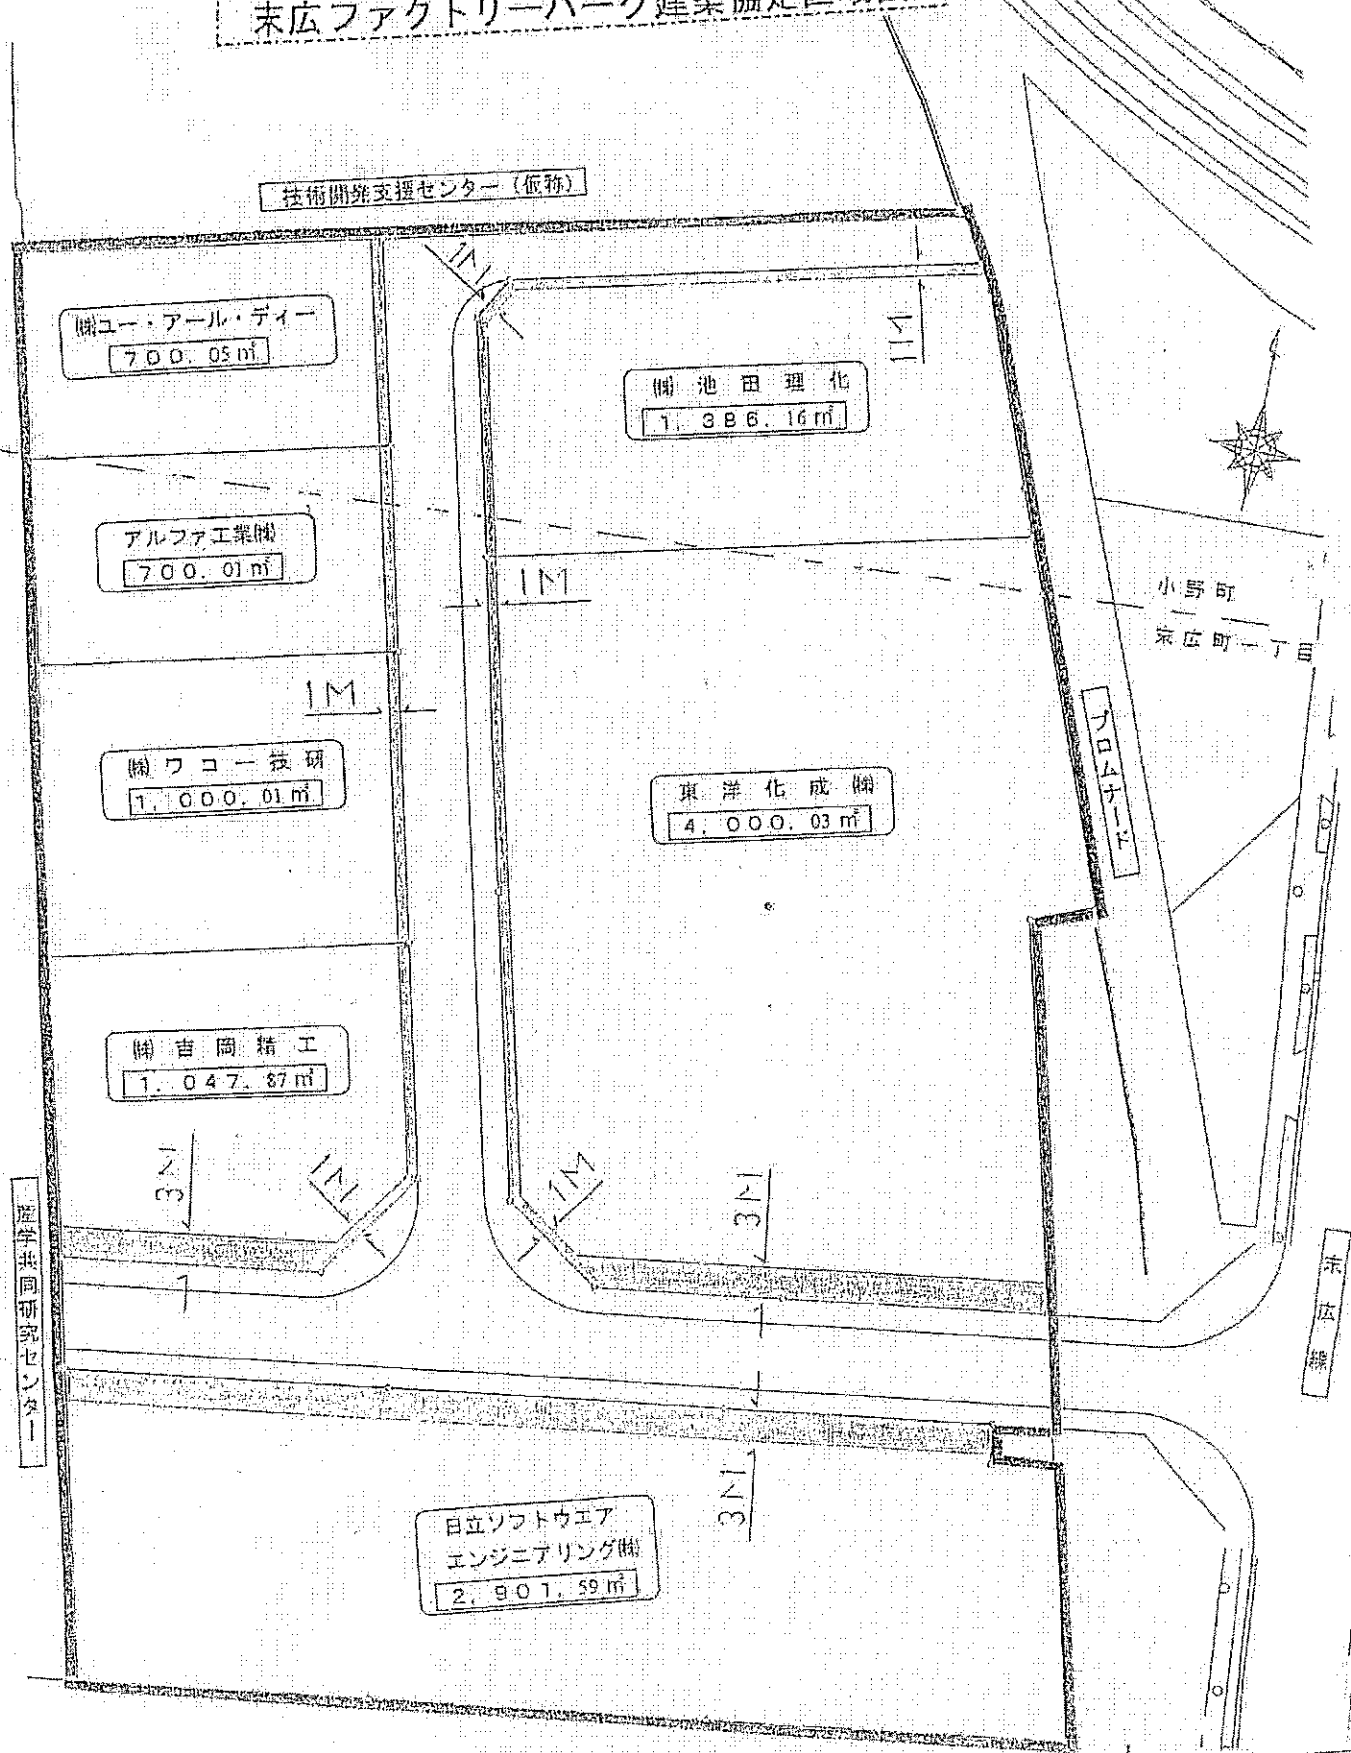 末広ファクトリーパーク建築協定区
技術開発支援センター（仮称）
1M
㈱ユー・アール・ディー
700.05㎡
1M
㈱池田理化
1,386.16㎡
アルファ工業㈱
700.01㎡
1M
小野町
末広町一丁目
1M
プロムナード
㈱ワコー技研
1,000.01㎡
東洋化成㈱
4,000.03㎡
㈱吉岡精工
1,047.87㎡
3M
1M
1M
3M
産学共同研究センター
末広線
3M
日立ソフトウエア
エンジニアリング㈱
2,901.59㎡